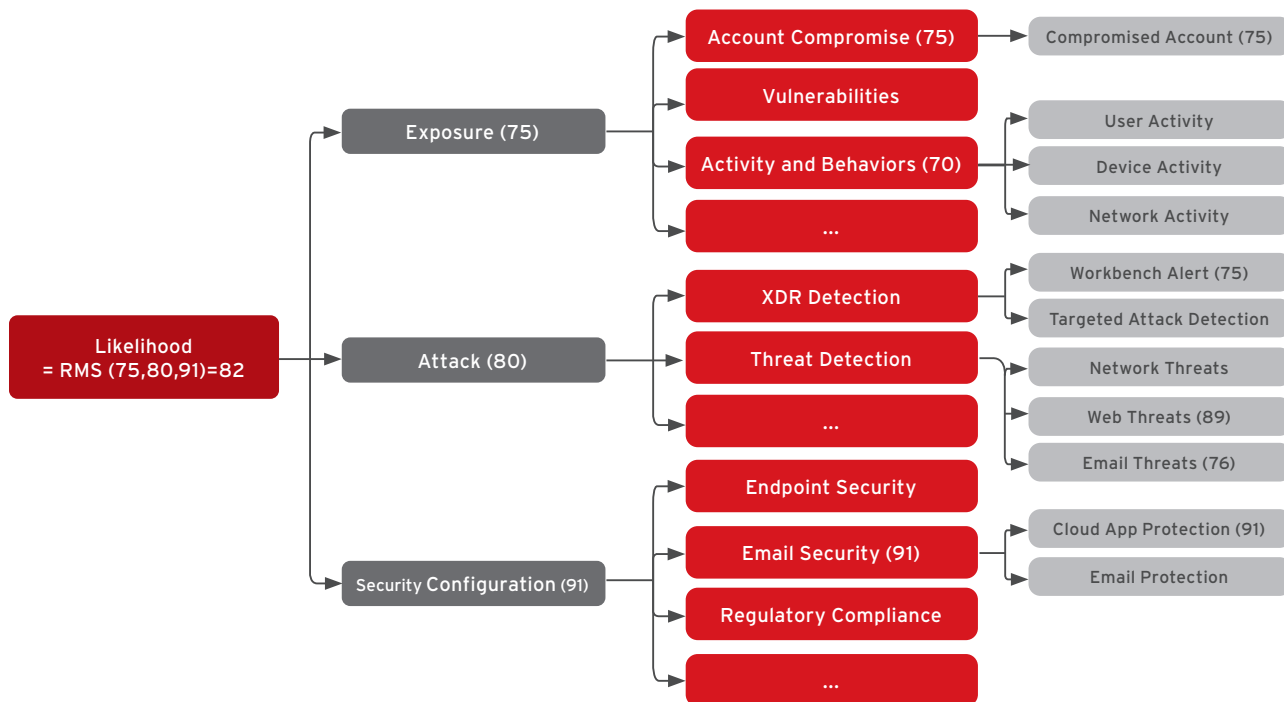 Likelihood
= RMS (75,80,91)=82
Exposure (75)
Attack (80)
Security Configuration (91)
Account Compromise (75)
Vulnerabilities
Activity and Behaviors (70)
...
XDR Detection
Threat Detection
...
Endpoint Security
Email Security (91)
Regulatory Compliance
...
Compromised Account (75)
User Activity
Device Activity
Network Activity
Workbench Alert (75)
Targeted Attack Detection
Network Threats
Web Threats (89)
Email Threats (76)
Cloud App Protection (91)
Email Protection